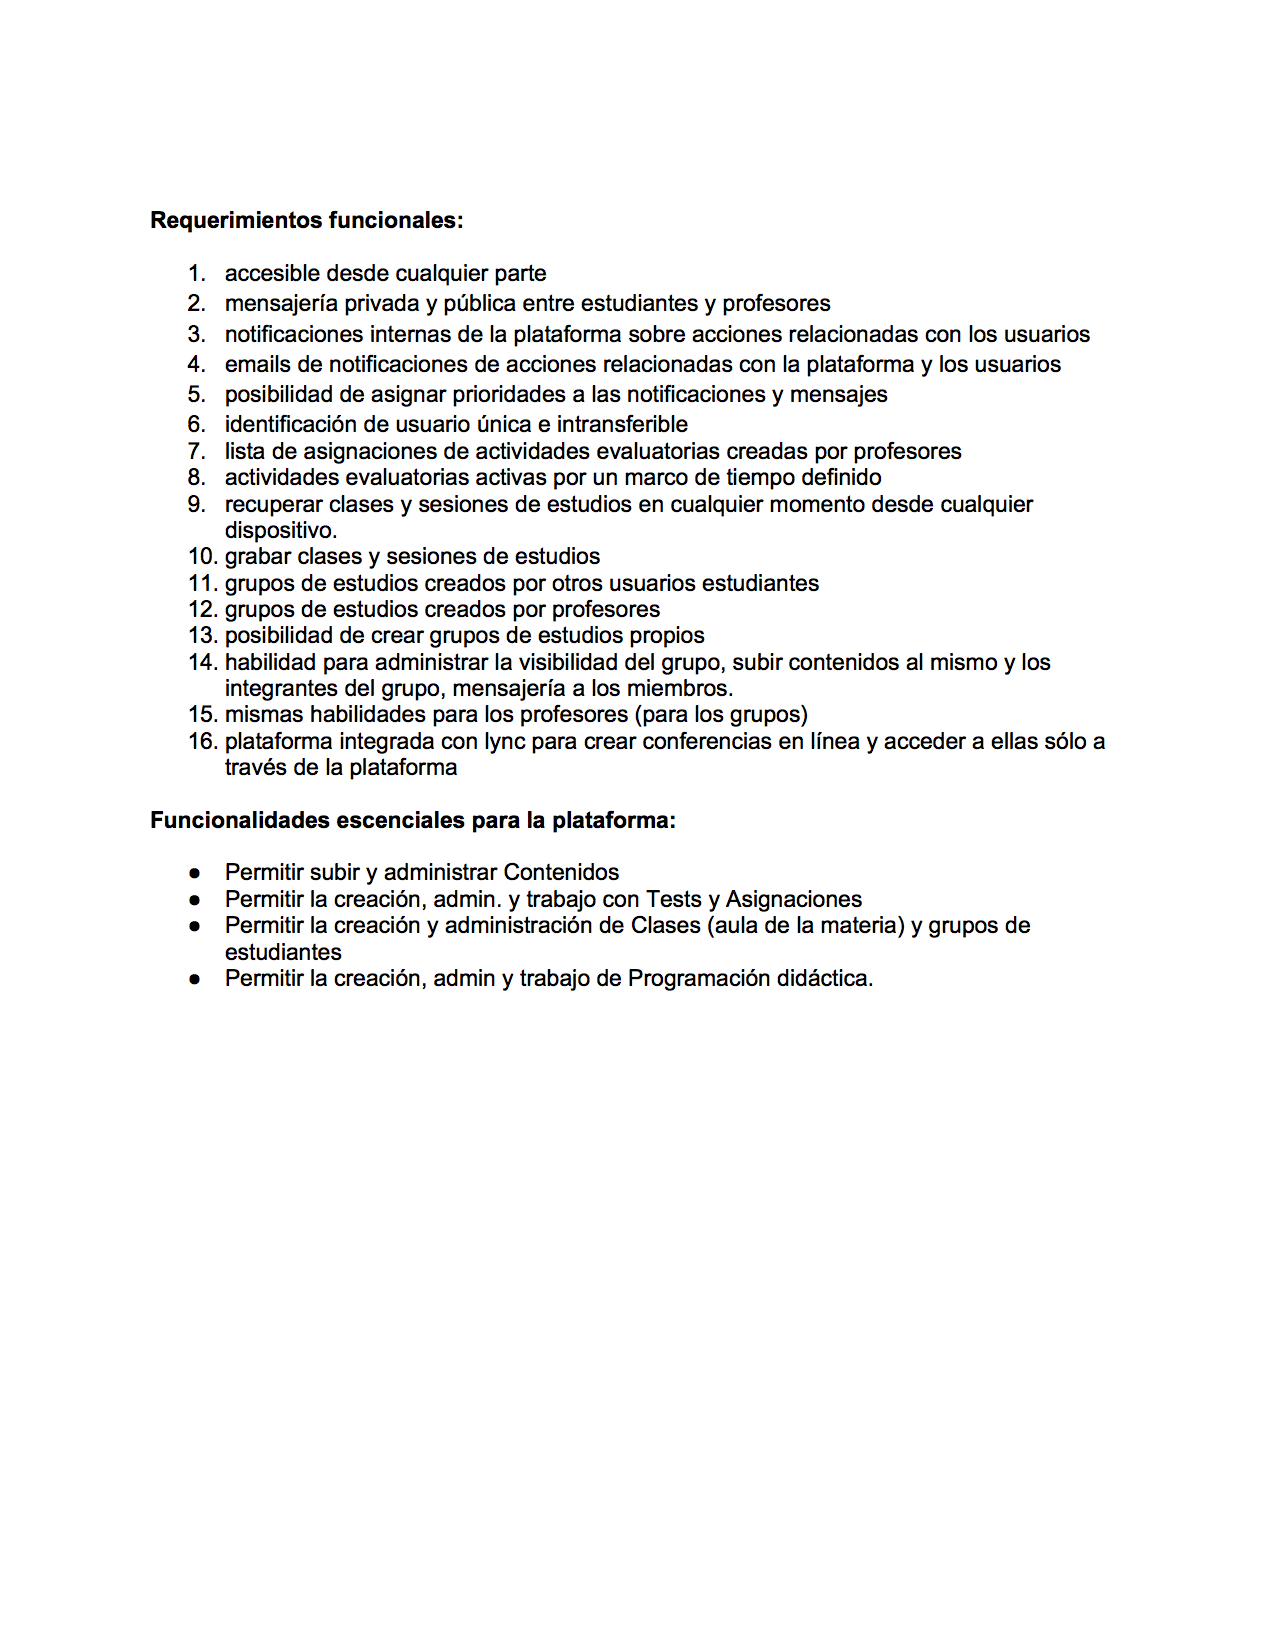 Requerimientos funcionales:
1. accesible desde cualquier parte
2. mensajería privada y pública entre estudiantes y profesores
3. notificaciones internas de la plataforma sobre acciones relacionadas con los usuarios
4. emails de notificaciones de acciones relacionadas con la plataforma y los usuarios
5. posibilidad de asignar prioridades a las notificaciones y mensajes
6. identificación de usuario única e intransferible
7. lista de asignaciones de actividades evaluatorias creadas por profesores
8. actividades evaluatorias activas por un marco de tiempo definido
9. recuperar clases y sesiones de estudios en cualquier momento desde cualquier
dispositivo.
10. grabar clases y sesiones de estudios
11. grupos de estudios creados por otros usuarios estudiantes
12. grupos de estudios creados por profesores
13. posibilidad de crear grupos de estudios propios
14. habilidad para administrar la visibilidad del grupo, subir contenidos al mismo y los
integrantes del grupo, mensajería a los miembros.
15. mismas habilidades para los profesores (para los grupos)
16. plataforma integrada con lync para crear conferencias en línea y acceder a ellas sólo a
través de la plataforma
Funcionalidades escenciales para la plataforma:
● Permitir subir y administrar Contenidos
● Permitir la creación, admin. y trabajo con Tests y Asignaciones
● Permitir la creación y administración de Clases (aula de la materia) y grupos de
estudiantes
● Permitir la creación, admin y trabajo de Programación didáctica.